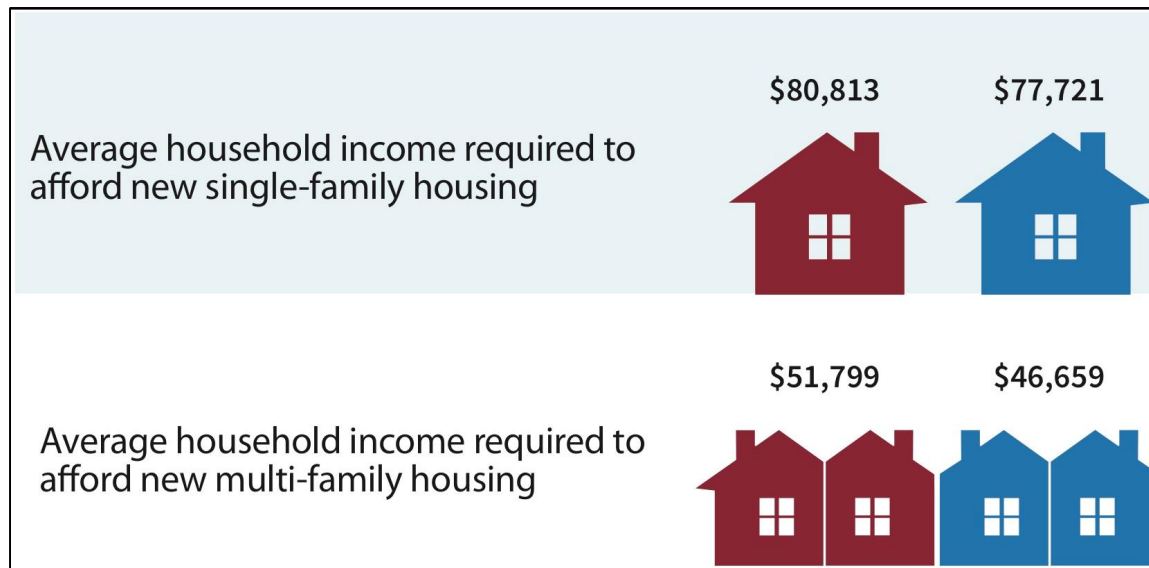 $80,813 $77,721
Average household income required to
afford new single-family housing
$51,799 $46,659
Average household income required to
afford new multi-family housing